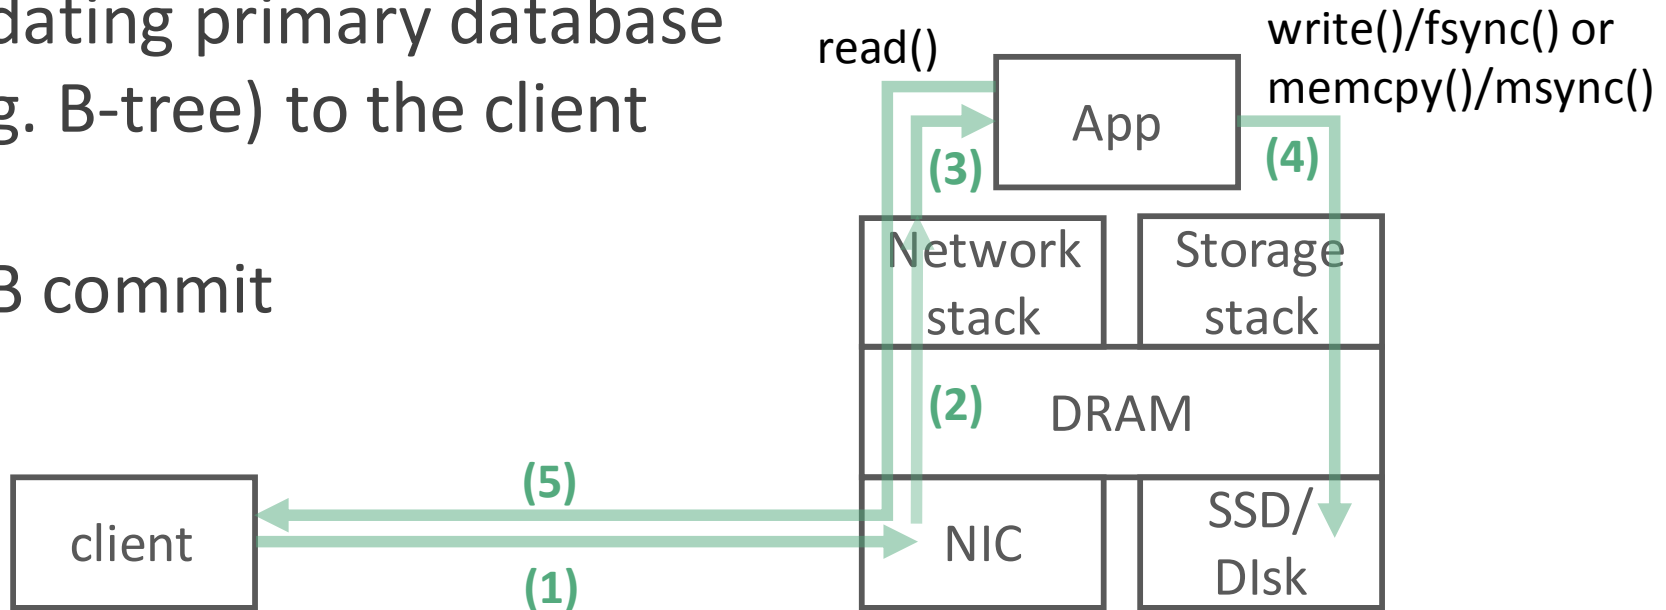 dating primary database
g. B-tree) to the client
B commit
read()
write()/fsync() or
memcpy()/msync()
App
(3)
(4)
Network
stack
Storage
stack
(2)
DRAM
(5)
client
(1)
NIC
SSD/
DIsk